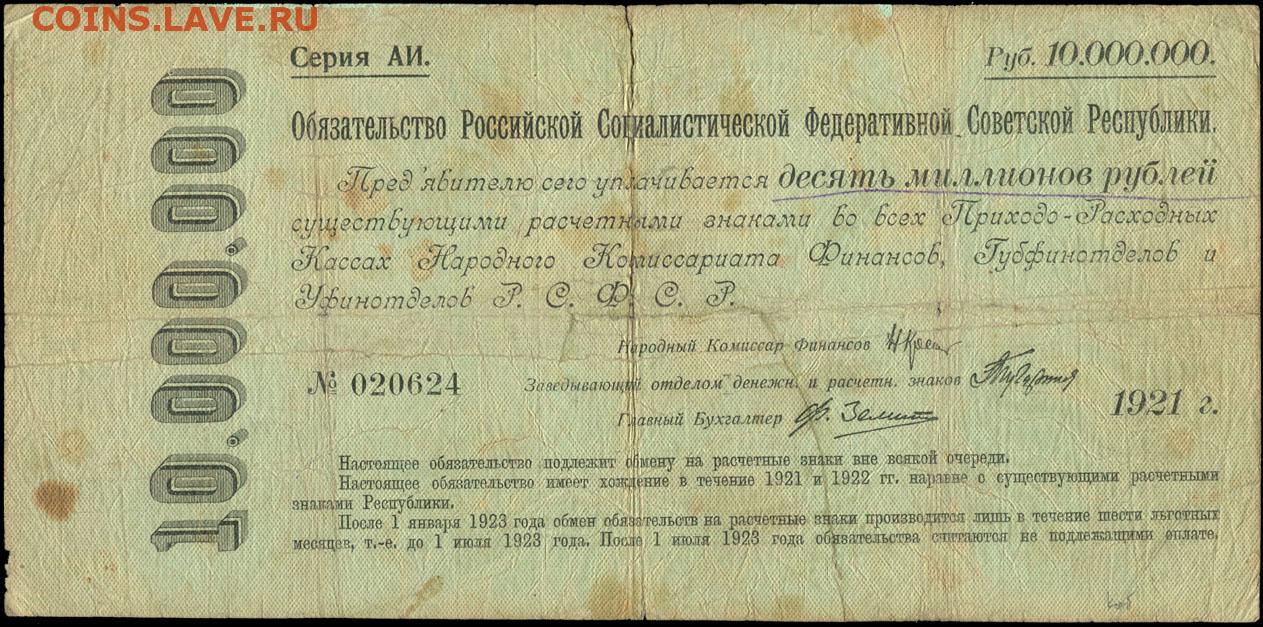 COINS.LAVE.RU
Серия АИ.
Руб. 10.000.000.
10.000.000
Обязательство Российской Социалистической Федеративной Советской Республики.
Пред'явителю сего уплачивается десять миллионов рублей
существующими расчетными знаками во всех Приходо-Расходных
Кассах Народного Комиссариата Финансов, Губфинотделов и
Уфинотделов Р. С. Ф. С. Р.
Народный Комиссар Финансов
№ 020624
Заведывающий отделом денежн. и расчетн. знаков
1921 г.
Главный Бухгалтер
Настоящее обязательство подлежит обмену на расчетные знаки вне всякой очереди.
Настоящее обязательство имеет хождение в течение 1921 и 1922 гг. наравне с существующими расчетными
знаками Республики.
После 1 января 1923 года обмен обязательств на расчетные знаки производится лишь в течение шести льготных
месяцев, т.-е. до 1 июля 1923 года. После 1 июля 1923 года обязательства считаются не подлежащими оплате.